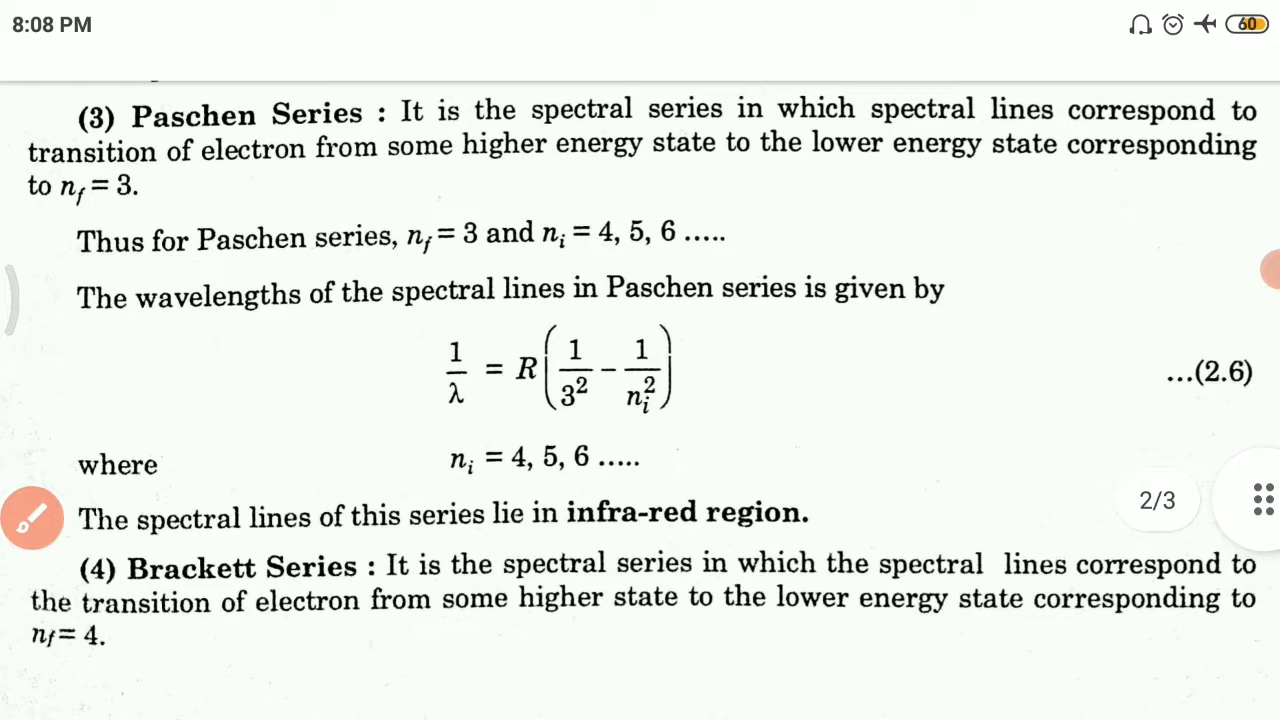 8:08 PM
60
(3) Paschen Series : It is the spectral series in which spectral lines correspond to
transition of electron from some higher energy state to the lower energy state corresponding
to n_f = 3.
Thus for Paschen series, n_f = 3 and n_i = 4, 5, 6 .....
The wavelengths of the spectral lines in Paschen series is given by
1/λ = R(1/3² − 1/n_i²) ...(2.6)
where n_i = 4, 5, 6 .....
The spectral lines of this series lie in infra-red region.
2/3
(4) Brackett Series : It is the spectral series in which the spectral lines correspond to
the transition of electron from some higher state to the lower energy state corresponding to
n_f = 4.